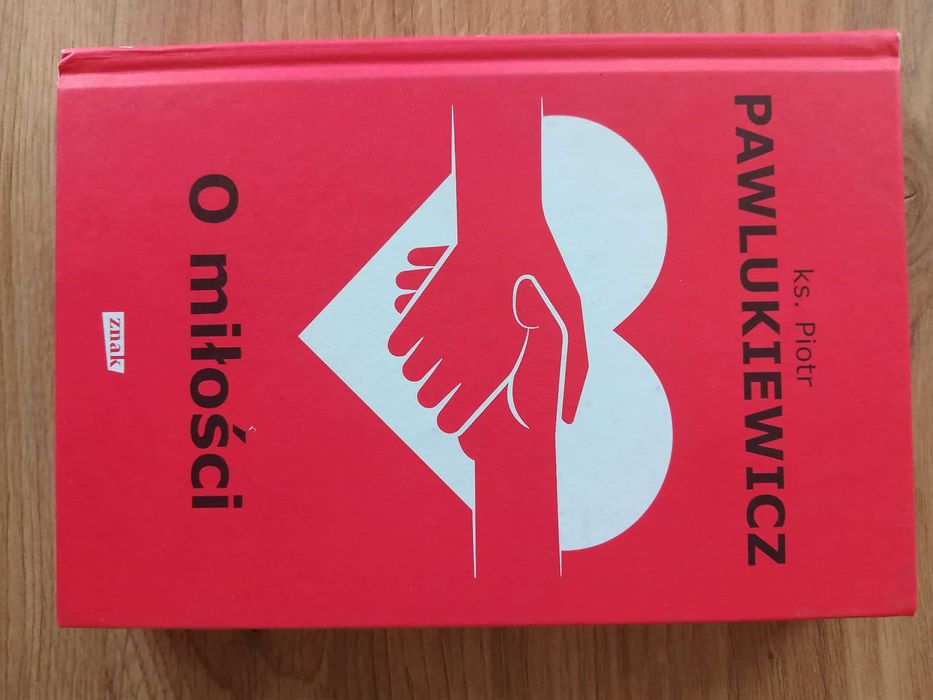 ks. Piotr
PAWLUKIEWICZ
O miłości
znak